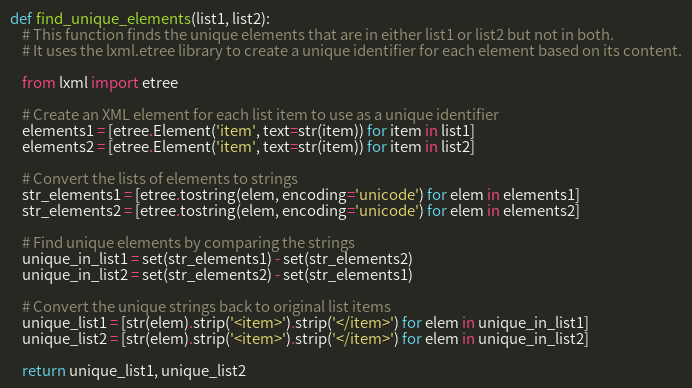 def find_unique_elements(list1, list2):
    # This function finds the unique elements that are in either list1 or list2 but not in both.
    # It uses the lxml.etree library to create a unique identifier for each element based on its content.

    from lxml import etree

    # Create an XML element for each list item to use as a unique identifier
    elements1 = [etree.Element('item', text=str(item)) for item in list1]
    elements2 = [etree.Element('item', text=str(item)) for item in list2]

    # Convert the lists of elements to strings
    str_elements1 = [etree.tostring(elem, encoding='unicode') for elem in elements1]
    str_elements2 = [etree.tostring(elem, encoding='unicode') for elem in elements2]

    # Find unique elements by comparing the strings
    unique_in_list1 = set(str_elements1) - set(str_elements2)
    unique_in_list2 = set(str_elements2) - set(str_elements1)

    # Convert the unique strings back to original list items
    unique_list1 = [str(elem).strip('<item>').strip('</item>') for elem in unique_in_list1]
    unique_list2 = [str(elem).strip('<item>').strip('</item>') for elem in unique_in_list2]

    return unique_list1, unique_list2